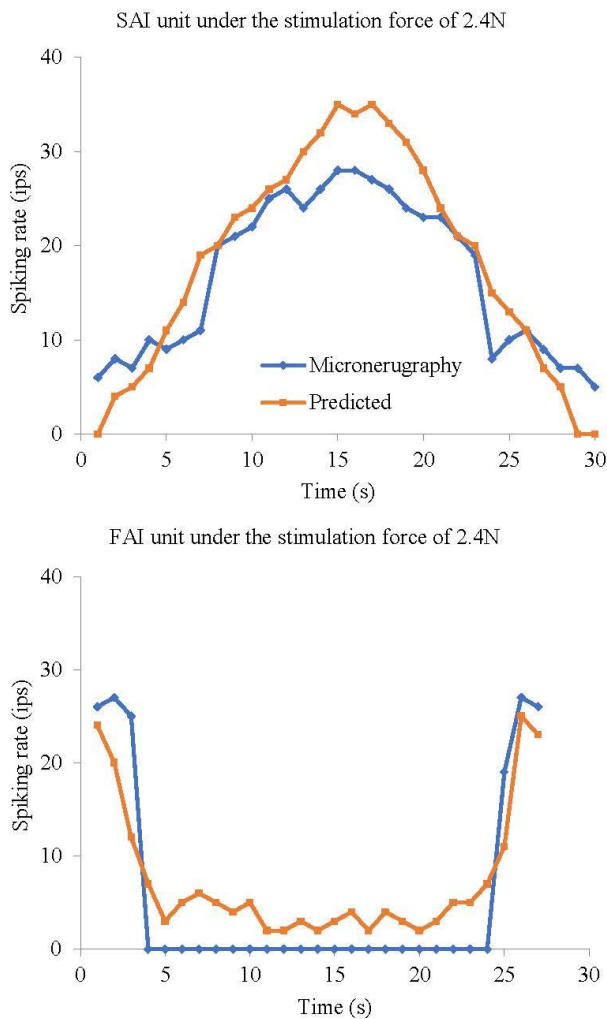 SAI unit under the stimulation force of 2.4N
40
30
20
10
0
Spiking rate (ips)
Micronerugraphy
Predicted
0 5 10 15 20 25 30
Time (s)
FAI unit under the stimulation force of 2.4N
40
30
20
10
0
Spiking rate (ips)
0 5 10 15 20 25 30
Time (s)